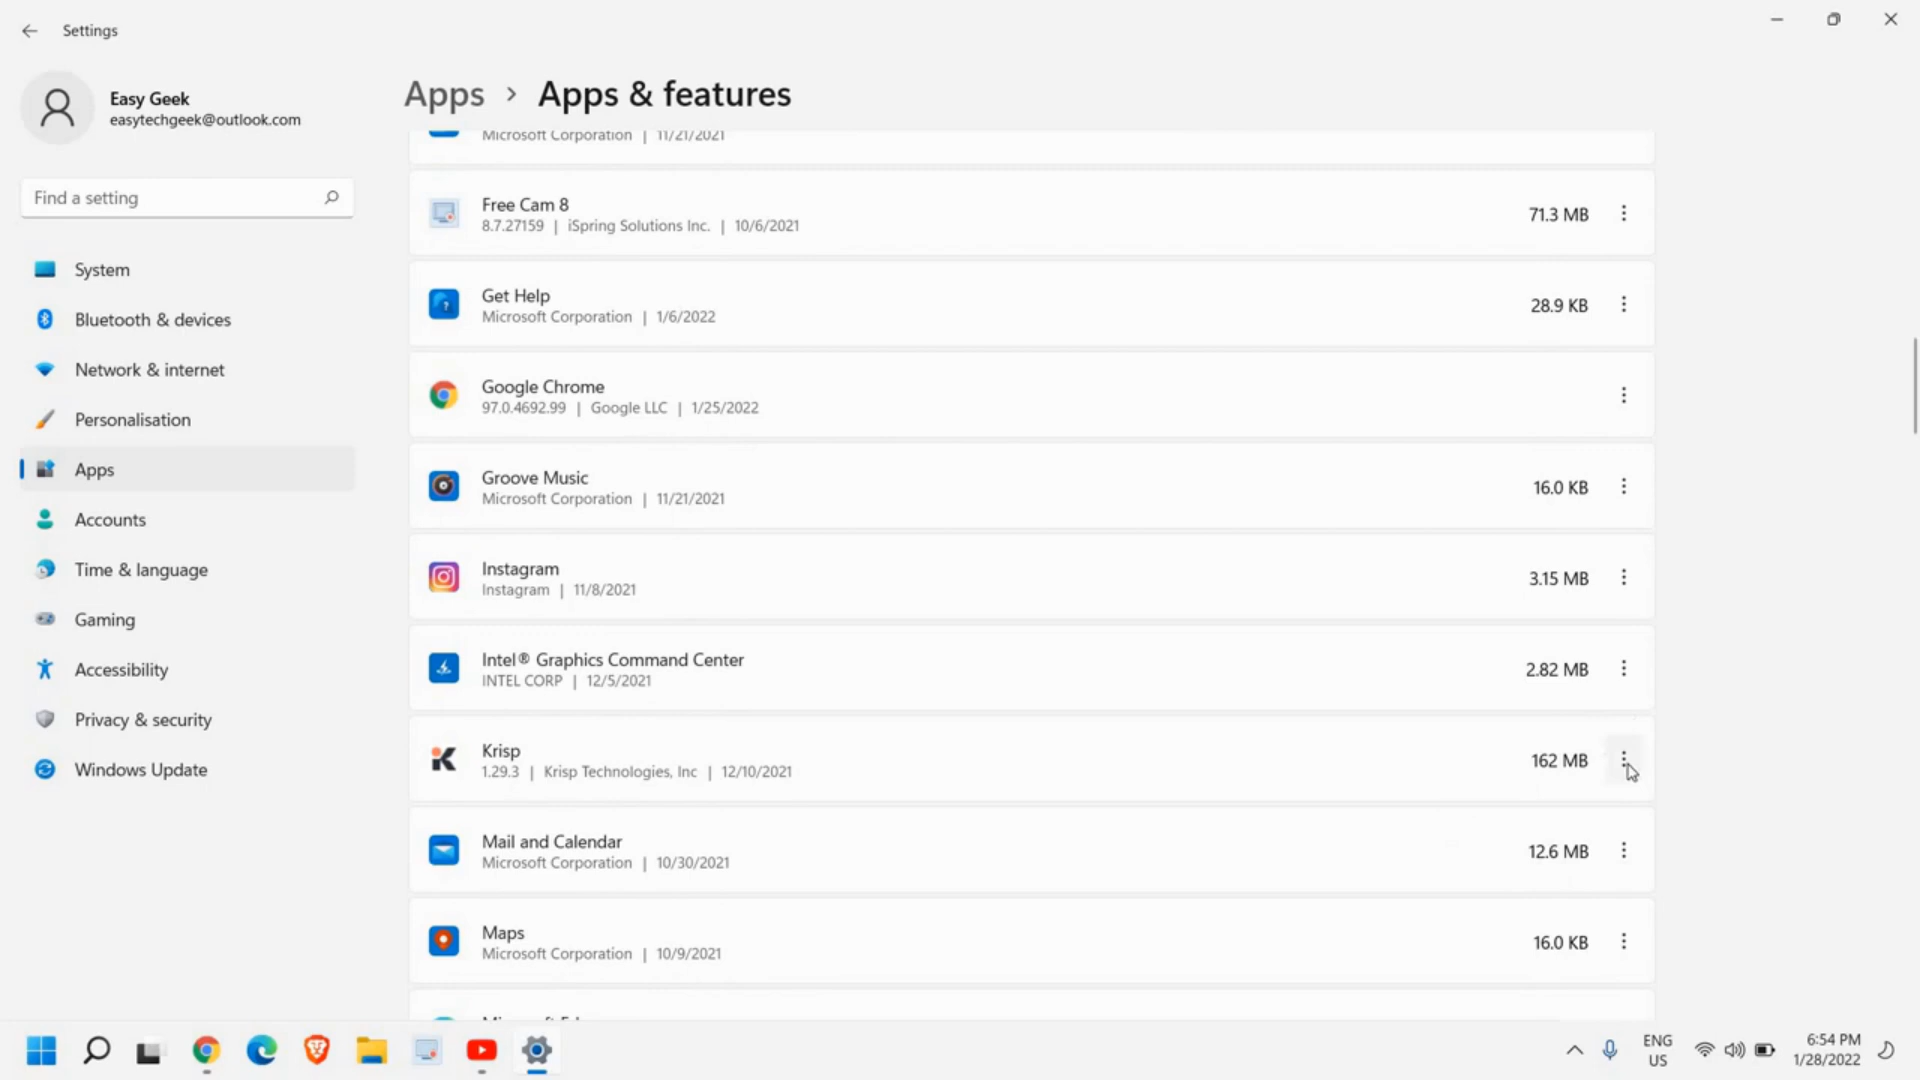 Settings
Easy Geek
easytechgeek@outlook.com
Find a setting
System
Bluetooth & devices
Network & internet
Personalisation
Apps
Accounts
Time & language
Gaming
Accessibility
Privacy & security
Windows Update
Apps > Apps & features
Microsoft Corporation | 11/21/2021
Free Cam 8
8.7.27159 | iSpring Solutions Inc. | 10/6/2021
71.3 MB
Get Help
Microsoft Corporation | 1/6/2022
28.9 KB
Google Chrome
97.0.4692.99 | Google LLC | 1/25/2022
Groove Music
Microsoft Corporation | 11/21/2021
16.0 KB
Instagram
Instagram | 11/8/2021
3.15 MB
Intel® Graphics Command Center
INTEL CORP | 12/5/2021
2.82 MB
Krisp
1.29.3 | Krisp Technologies, Inc | 12/10/2021
162 MB
Mail and Calendar
Microsoft Corporation | 10/30/2021
12.6 MB
Maps
Microsoft Corporation | 10/9/2021
16.0 KB
ENG
US
6:54 PM
1/28/2022